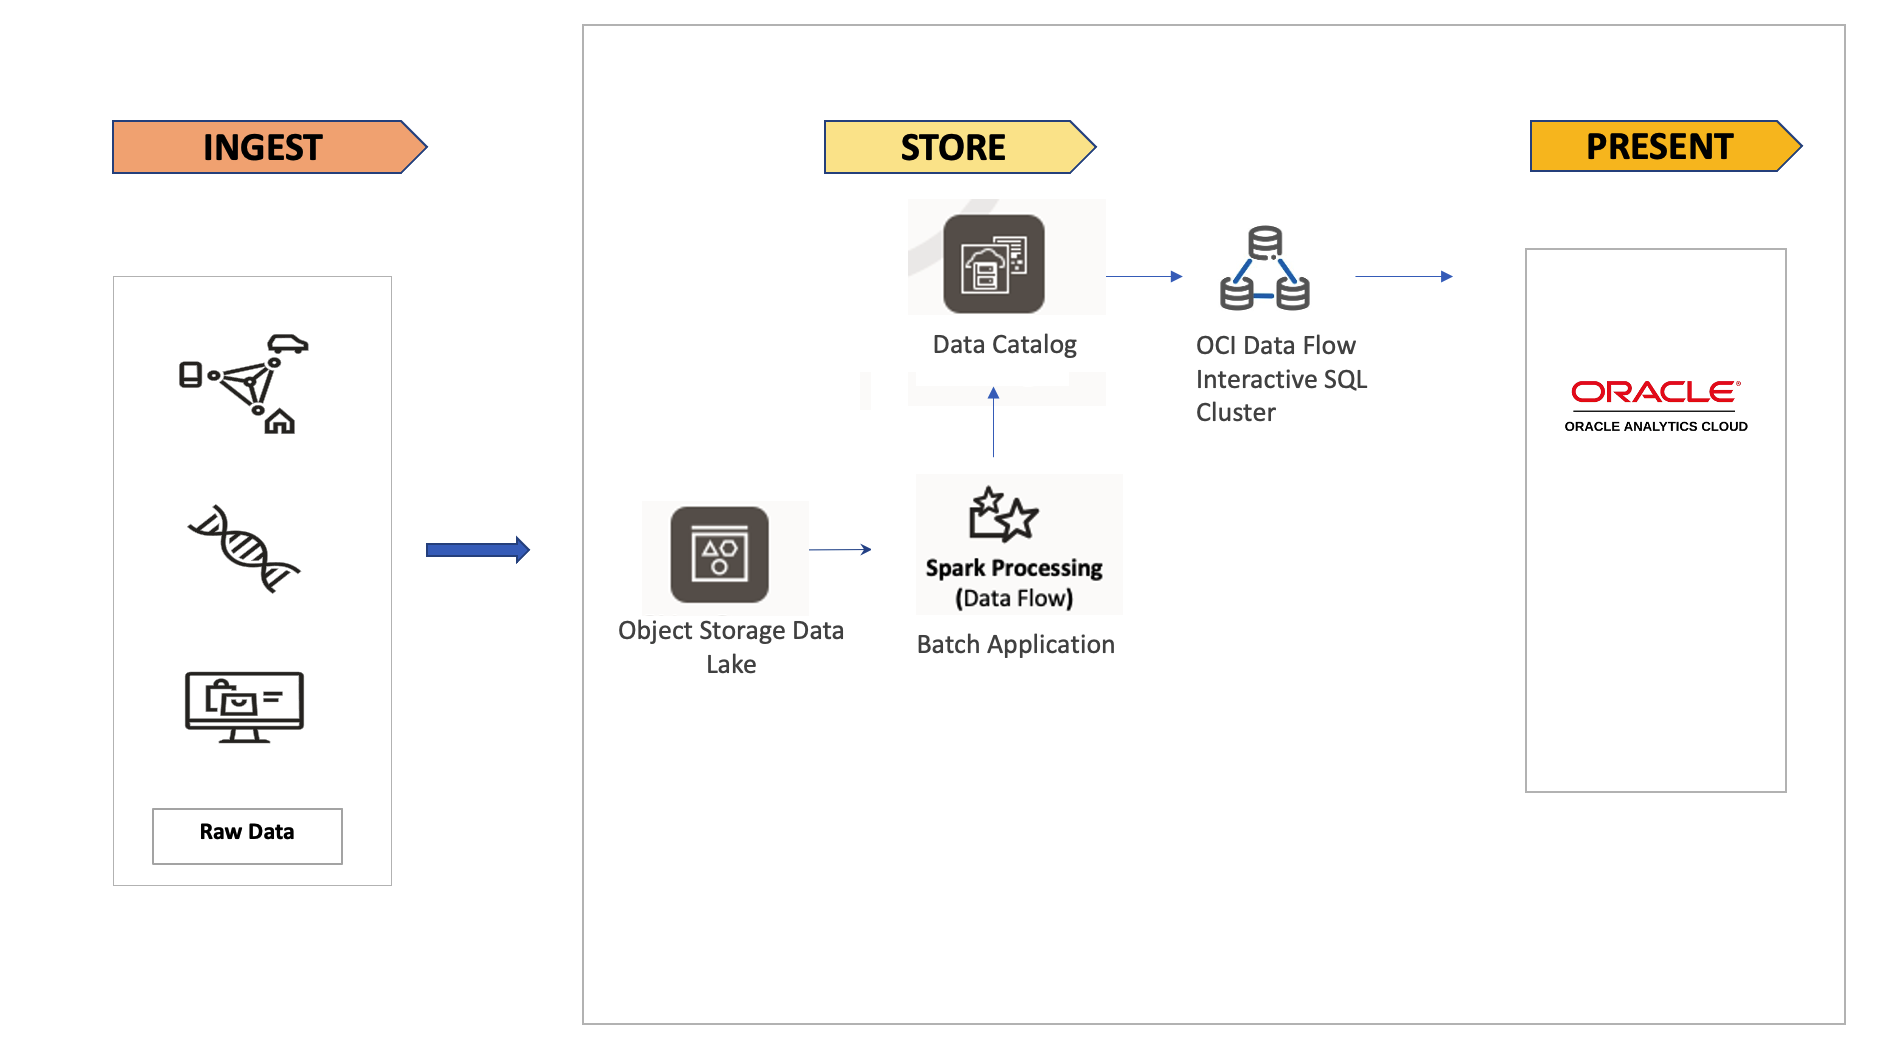 INGEST
STORE
PRESENT
Raw Data
Data Catalog
OCI Data Flow
Interactive SQL
Cluster
Object Storage Data
Lake
Spark Processing
(Data Flow)
Batch Application
ORACLE®
ORACLE ANALYTICS CLOUD